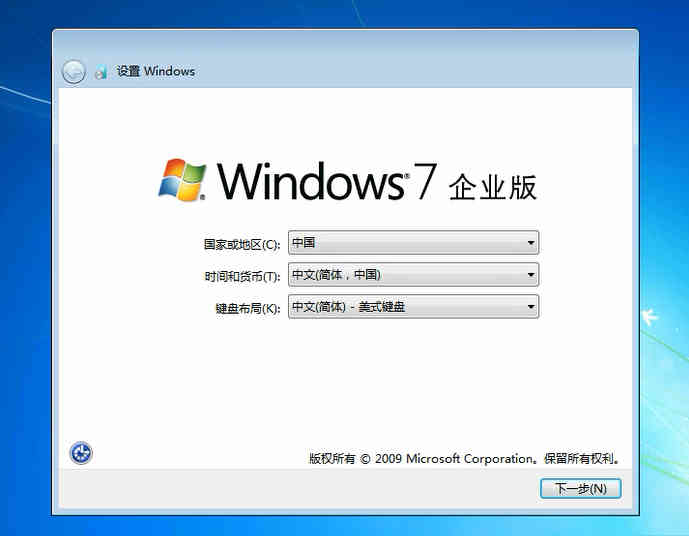 设置 Windows
Windows® 7 企业版
国家或地区(C): 中国
时间和货币(T): 中文(简体，中国)
键盘布局(K): 中文(简体) - 美式键盘
版权所有 © 2009 Microsoft Corporation。保留所有权利。
下一步(N)